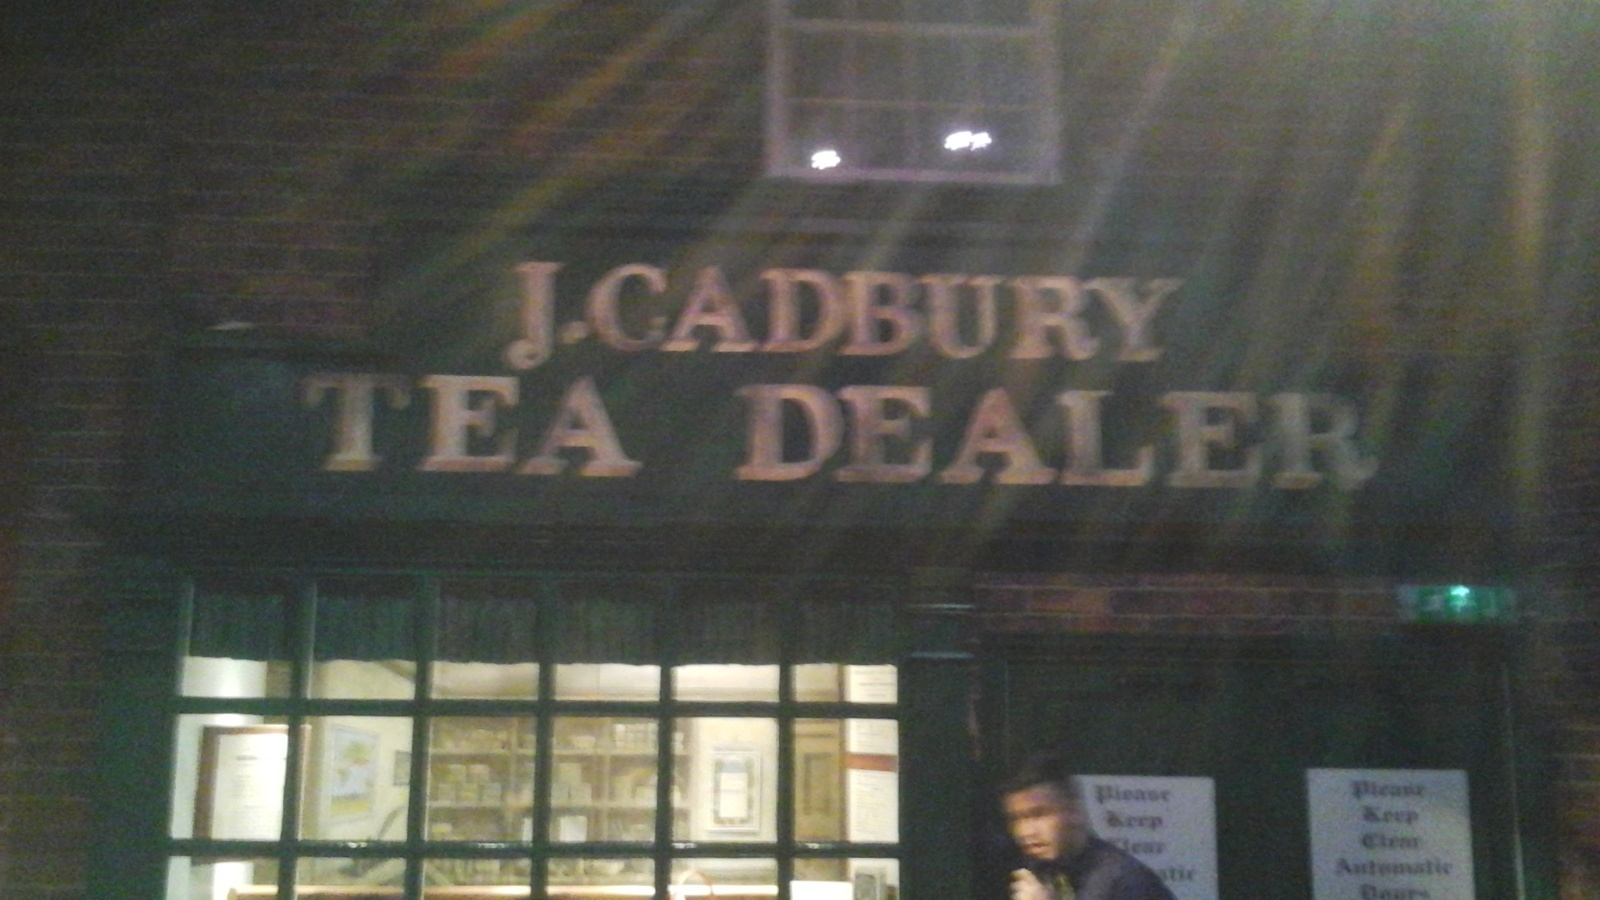 J.CADBURY
TEA DEALER
Please
Keep
Clear
Please
Keep
Clear
Automatic
Doors